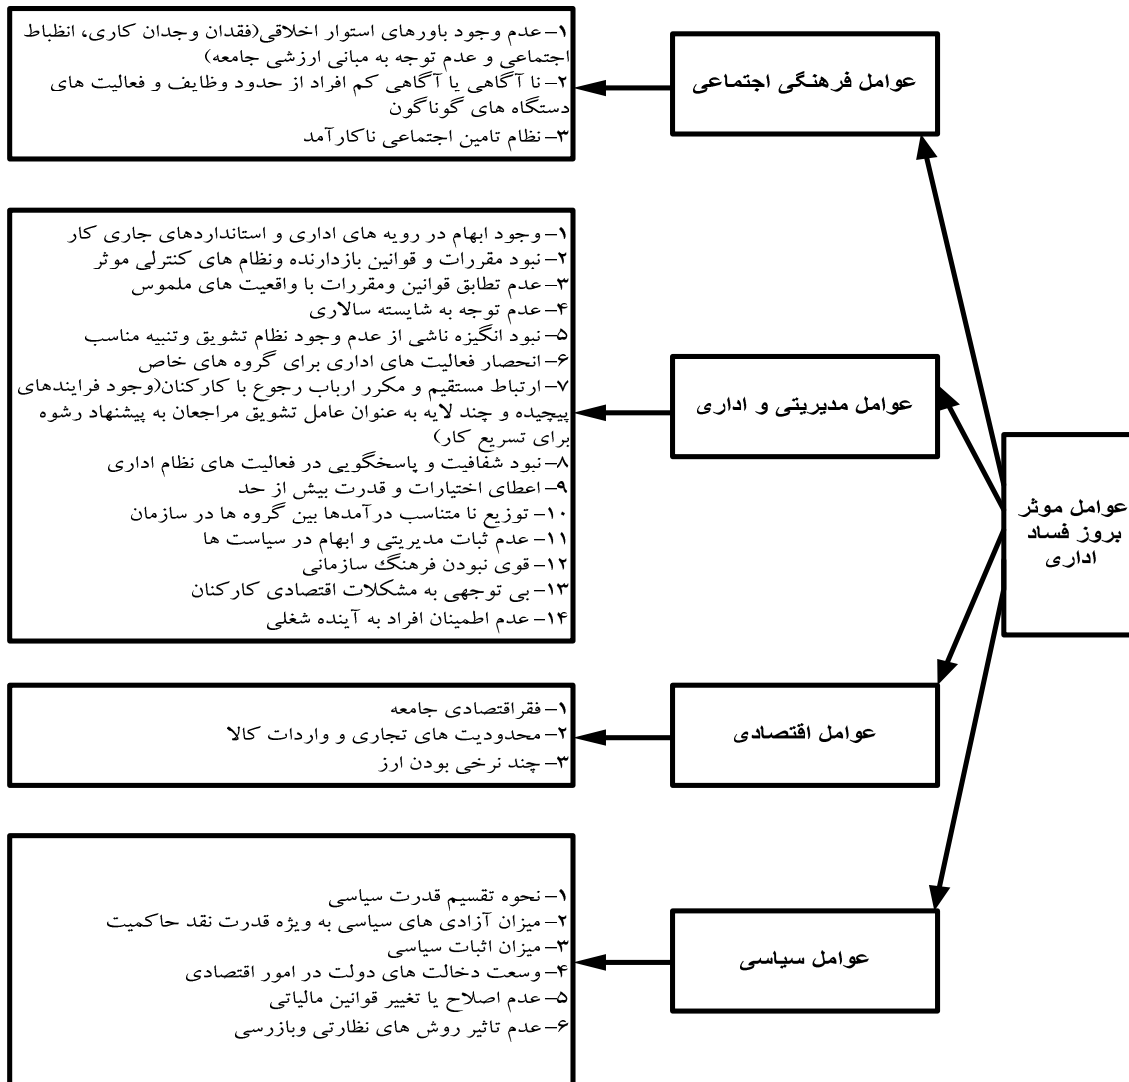 عوامل موثر
بروز فساد
اداری
عوامل فرهنگی اجتماعی
۱- عدم وجود باورهای استوار اخلاقی(فقدان وجدان کاری، انظباط
اجتماعی و عدم توجه به مبانی ارزشی جامعه)
۲- نا آگاهی یا آگاهی کم افراد از حدود وظایف و فعالیت های
دستگاه های گوناگون
۳- نظام تامین اجتماعی ناکارآمد
عوامل مدیریتی و اداری
۱- وجود ابهام در رویه های اداری و استانداردهای جاری کار
۲- نبود مقررات و قوانین بازدارنده ونظام های کنترلی موثر
۳- عدم تطابق قوانین ومقررات با واقعیت های ملموس
۴- عدم توجه به شایسته سالاری
۵- نبود انگیزه ناشی از عدم وجود نظام تشویق وتنبیه مناسب
۶- انحصار فعالیت های اداری برای گروه های خاص
۷- ارتباط مستقیم و مکرر ارباب رجوع با کارکنان(وجود فرایندهای
پیچیده و چند لایه به عنوان عامل تشویق مراجعان به پیشنهاد رشوه
برای تسریع کار)
۸- نبود شفافیت و پاسخگویی در فعالیت های نظام اداری
۹- اعطای اختیارات و قدرت بیش از حد
۱۰- توزیع نا متناسب درآمدها بین گروه ها در سازمان
۱۱- عدم ثبات مدیریتی و ابهام در سیاست ها
۱۲- قوی نبودن فرهنگ سازمانی
۱۳- بی توجهی به مشکلات اقتصادی کارکنان
۱۴- عدم اطمینان افراد به آینده شغلی
عوامل اقتصادی
۱- فقراقتصادی جامعه
۲- محدودیت های تجاری و واردات کالا
۳- چند نرخی بودن ارز
عوامل سیاسی
۱- نحوه تقسیم قدرت سیاسی
۲- میزان آزادی های سیاسی به ویژه قدرت نقد حاکمیت
۳- میزان اثبات سیاسی
۴- وسعت دخالت های دولت در امور اقتصادی
۵- عدم اصلاح یا تغییر قوانین مالیاتی
۶- عدم تاثیر روش های نظارتی وبازرسی